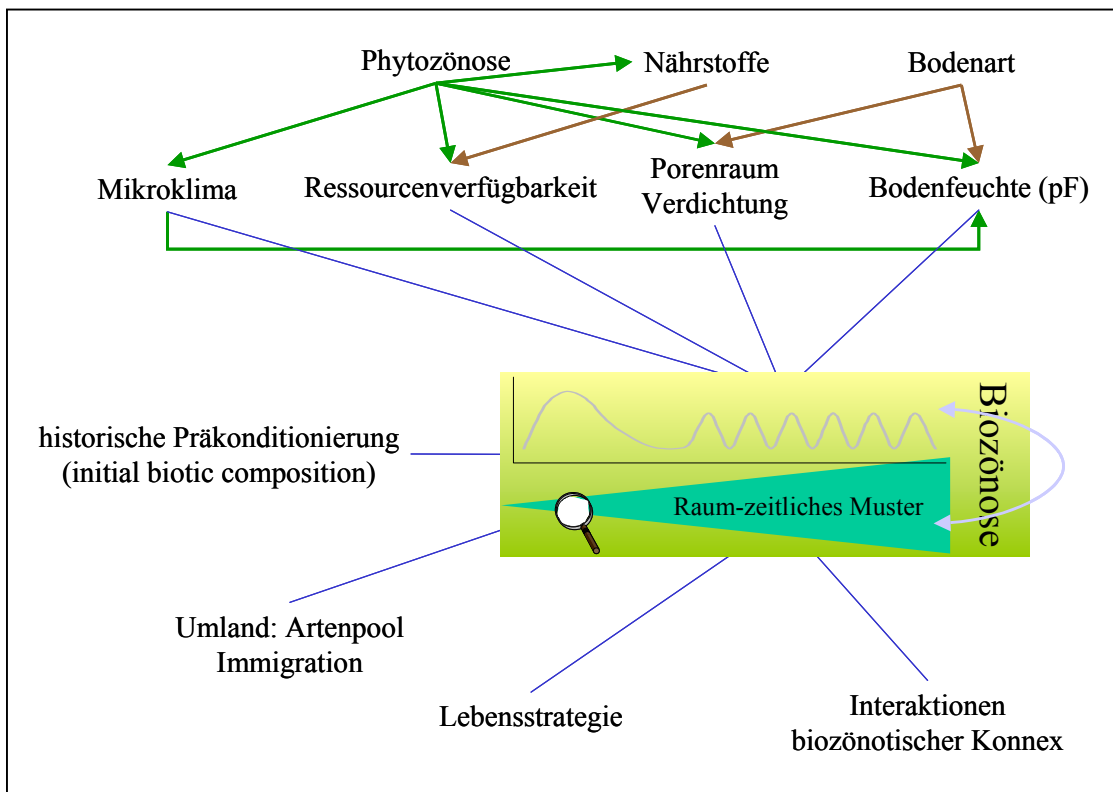 Phytozönose
Nährstoffe
Bodenart
Mikroklima
Ressourcenverfügbarkeit
Porenraum
Verdichtung
Bodenfeuchte (pF)
historische Präkonditionierung
(initial biotic composition)
Biozönose
Raum-zeitliches Muster
Umland: Artenpool
Immigration
Lebensstrategie
Interaktionen
biozönotischer Konnex